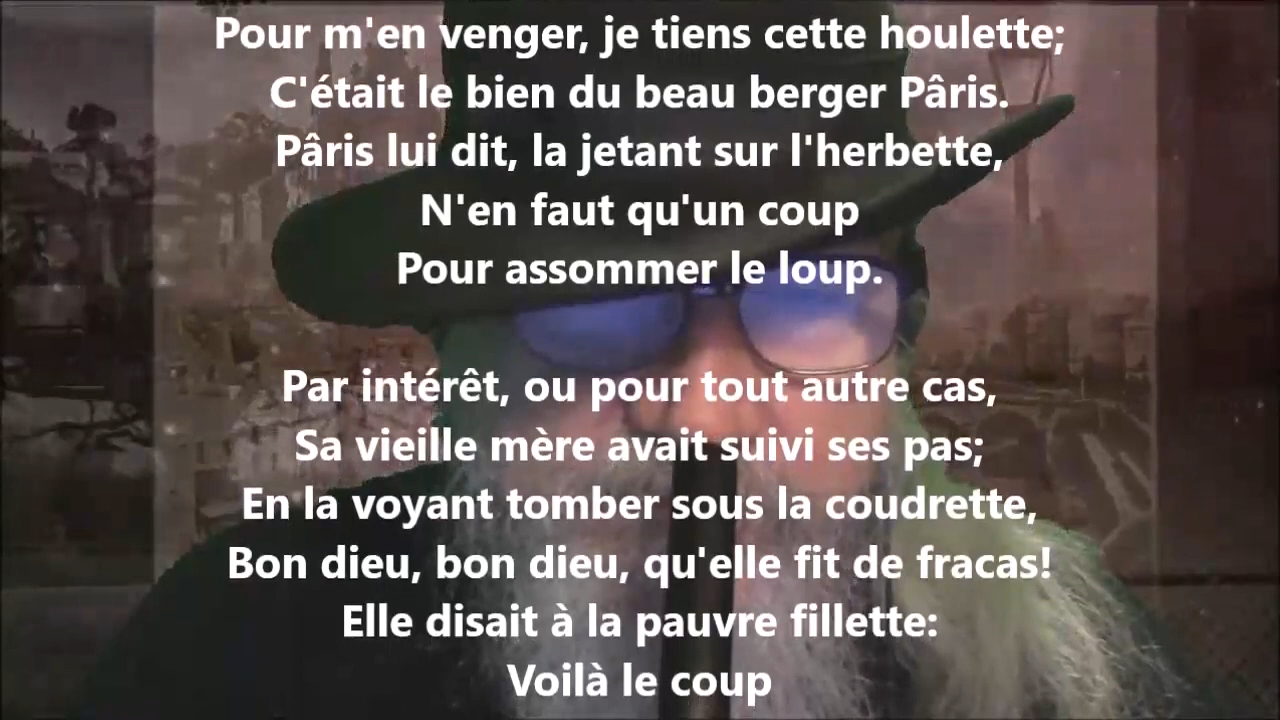 Pour m'en venger, je tiens cette houlette;
C'était le bien du beau berger Pâris.
Pâris lui dit, la jetant sur l'herbette,
N'en faut qu'un coup
Pour assommer le loup.
Par intérêt, ou pour tout autre cas,
Sa vieille mère avait suivi ses pas;
En la voyant tomber sous la coudrette,
Bon dieu, bon dieu, qu'elle fit de fracas!
Elle disait à la pauvre fillette:
Voilà le coup